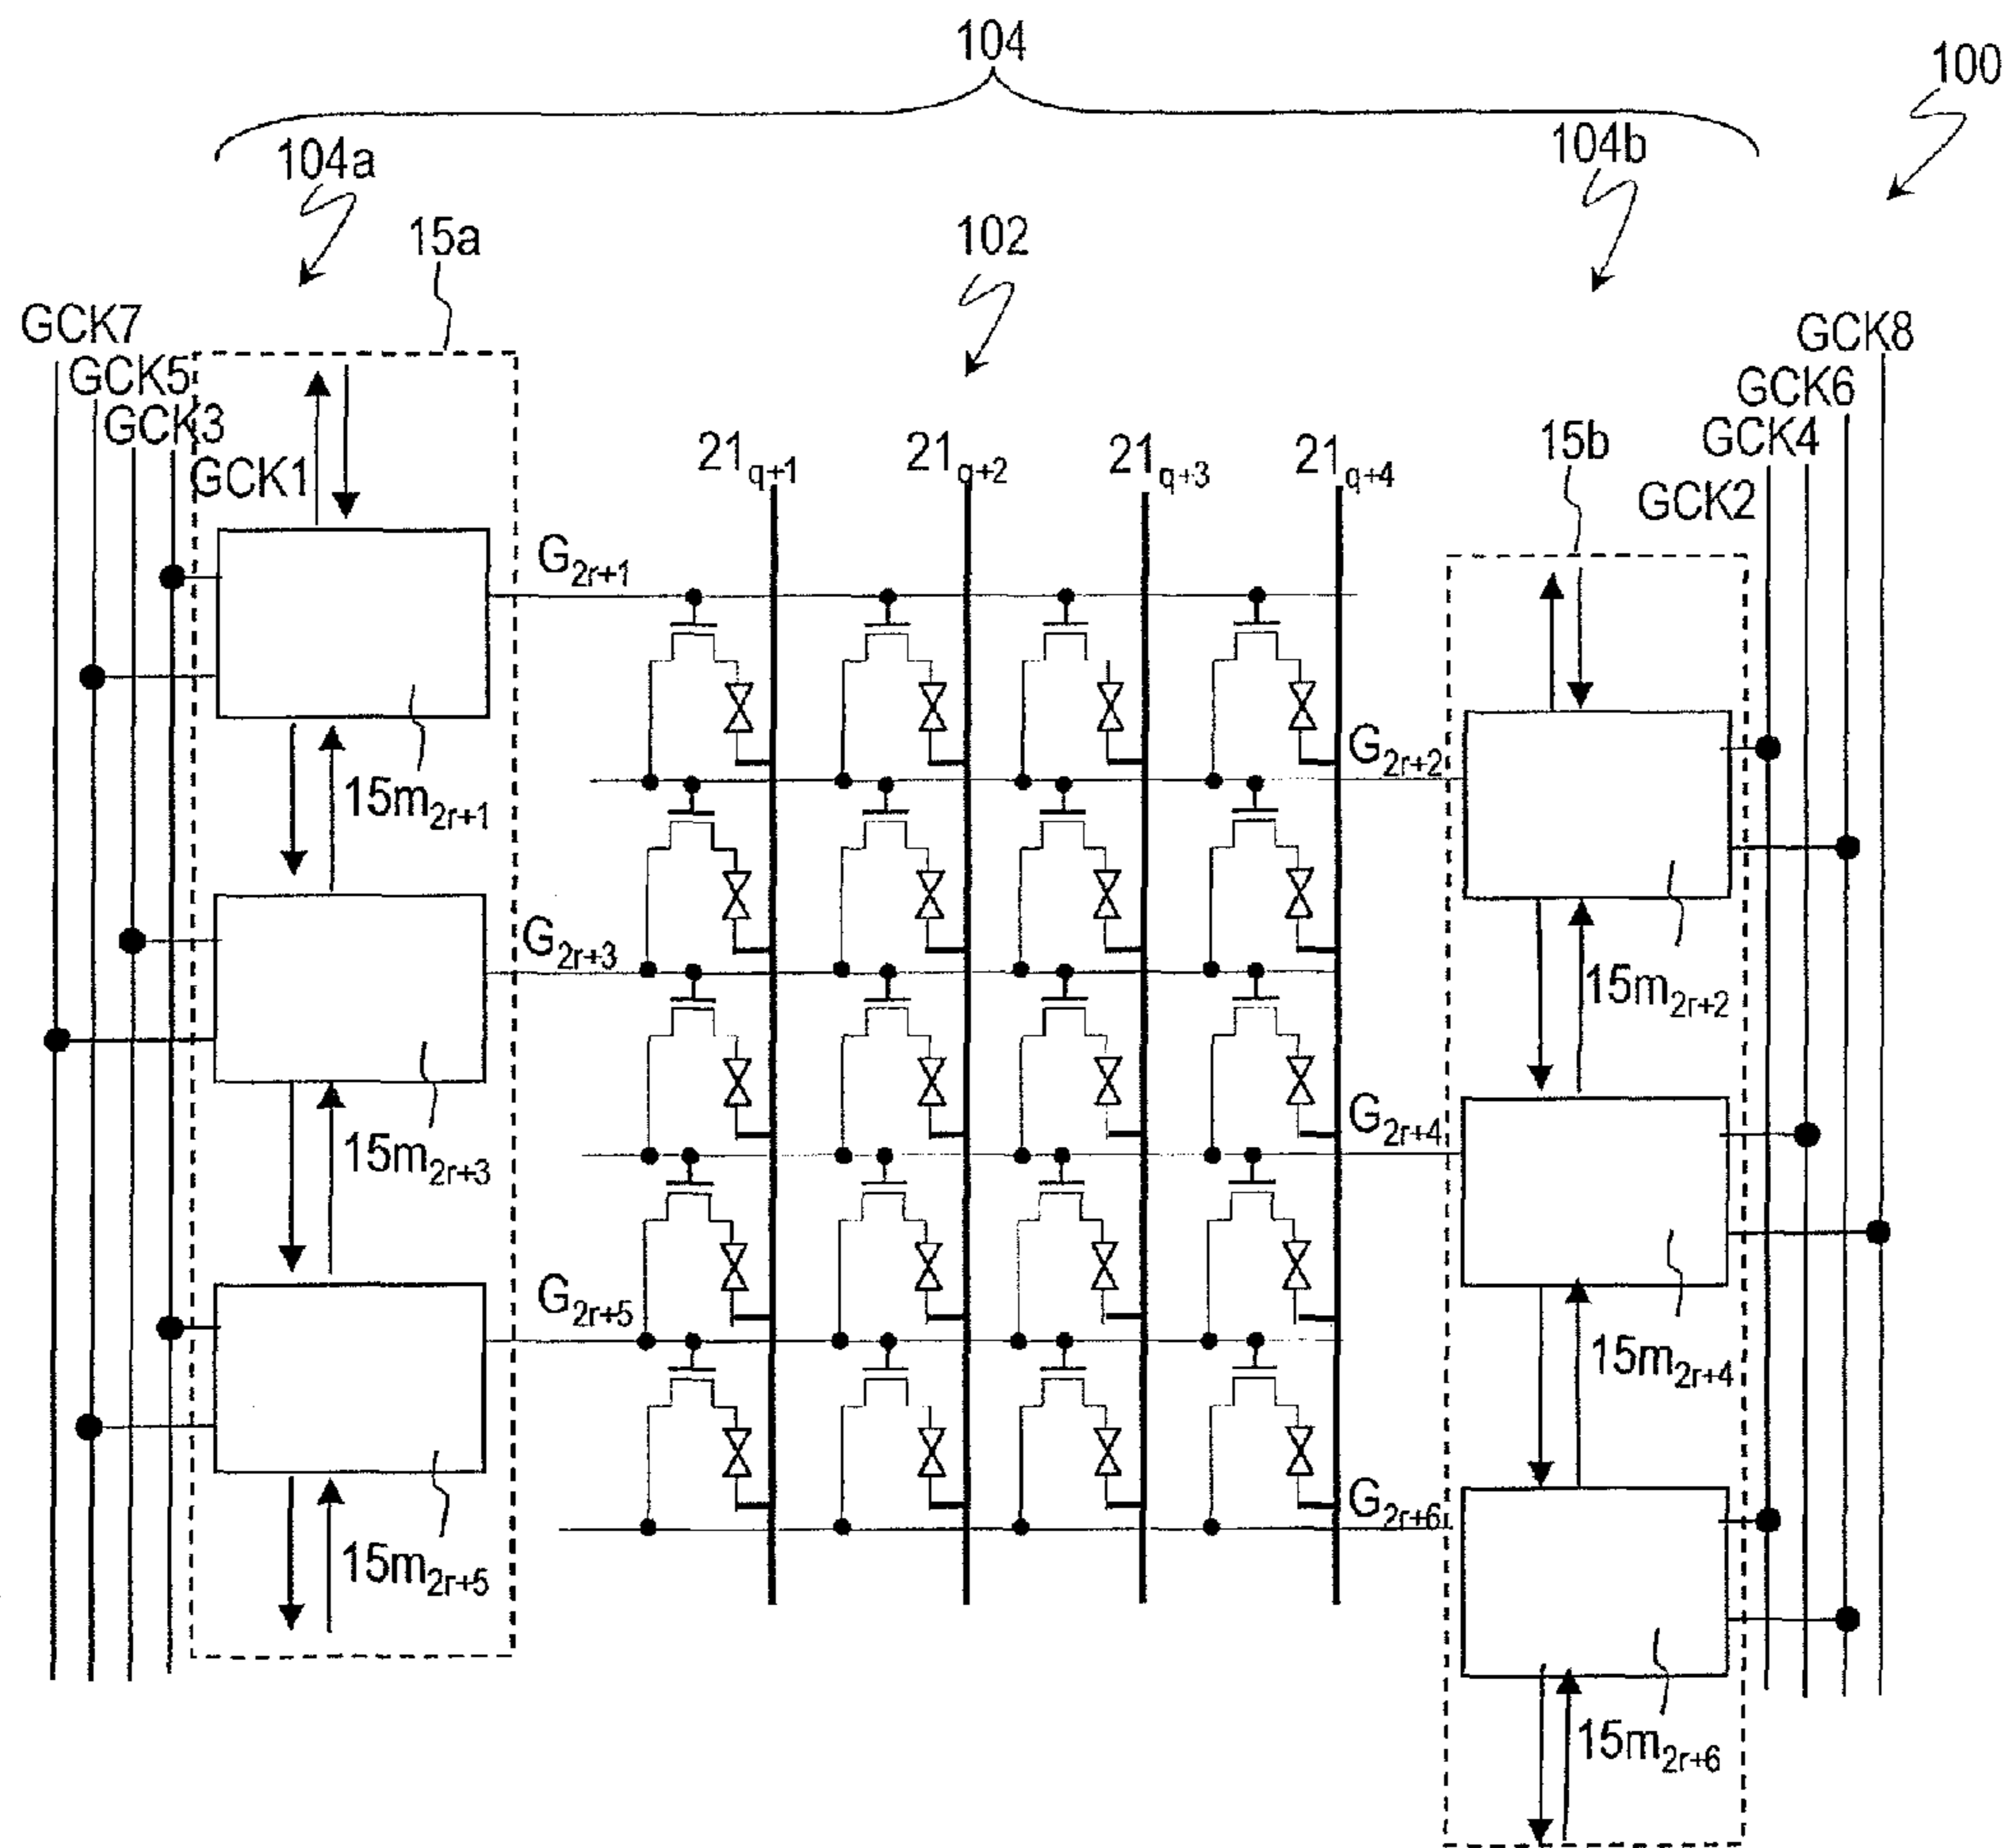 104
100
104a
104b
15a
102
GCK7
GCK8
GCK5
GCK6
GCK3
GCK4
GCK1
GCK2
21q+1
21q+2
21q+3
21q+4
15b
G2r+1
G2r+2
15m2r+1
G2r+3
15m2r+2
G2r+4
15m2r+3
G2r+5
15m2r+4
G2r+6
15m2r+5
15m2r+6